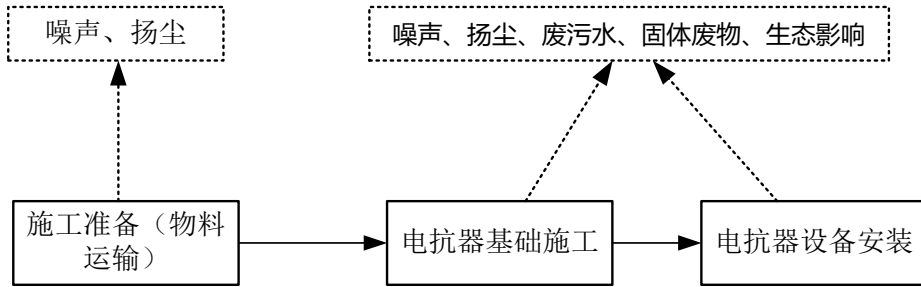 噪声、扬尘
噪声、扬尘、废污水、固体废物、生态影响
施工准备（物料
运输）
电抗器基础施工
电抗器设备安装